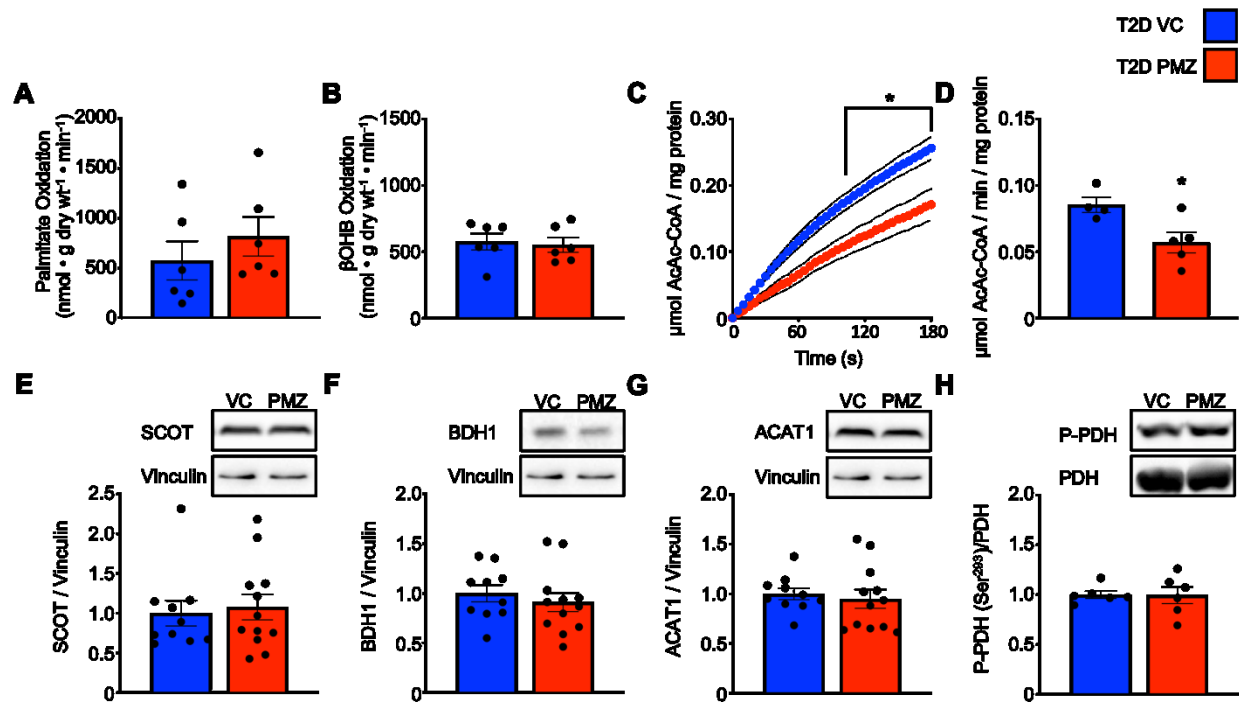 T2D VC
T2D PMZ
A
Palmitate Oxidation
(nmol · g dry wt⁻¹ · min⁻¹)
2000
1500
1000
500
0
B
βOHB Oxidation
(nmol · g dry wt⁻¹ · min⁻¹)
1500
1000
500
0
C
µmol AcAc-CoA / mg protein
0.30
0.20
0.10
0
*
0 60 120 180
Time (s)
D
µmol AcAc-CoA / min / mg protein
0.15
0.10
0.05
0
*
E
VC PMZ
SCOT
Vinculin
SCOT / Vinculin
2.5
2.0
1.5
1.0
0.5
0
F
VC PMZ
BDH1
Vinculin
BDH1 / Vinculin
2.0
1.5
1.0
0.5
0
G
VC PMZ
ACAT1
Vinculin
ACAT1 / Vinculin
2.0
1.5
1.0
0.5
0
H
VC PMZ
P-PDH
PDH
P-PDH (Ser²⁹³)/PDH
2.0
1.5
1.0
0.5
0